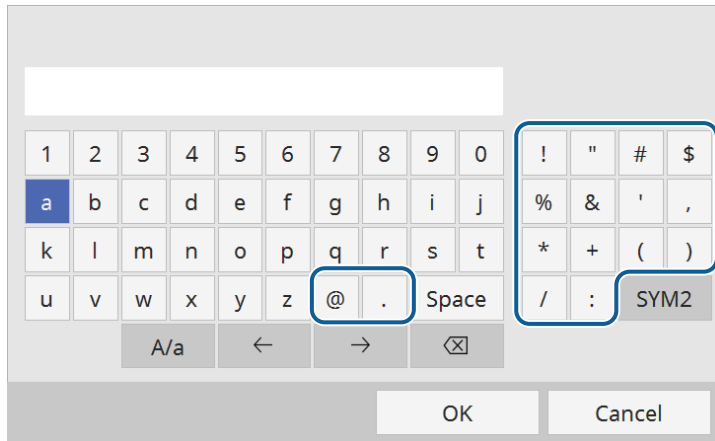 1 2 3 4 5 6 7 8 9 0 ! " # $
a b c d e f g h i j % & ' ,
k l m n o p q r s t * + ( )
u v w x y z @ . Space / : SYM2
A/a ← → ⌫
OK Cancel